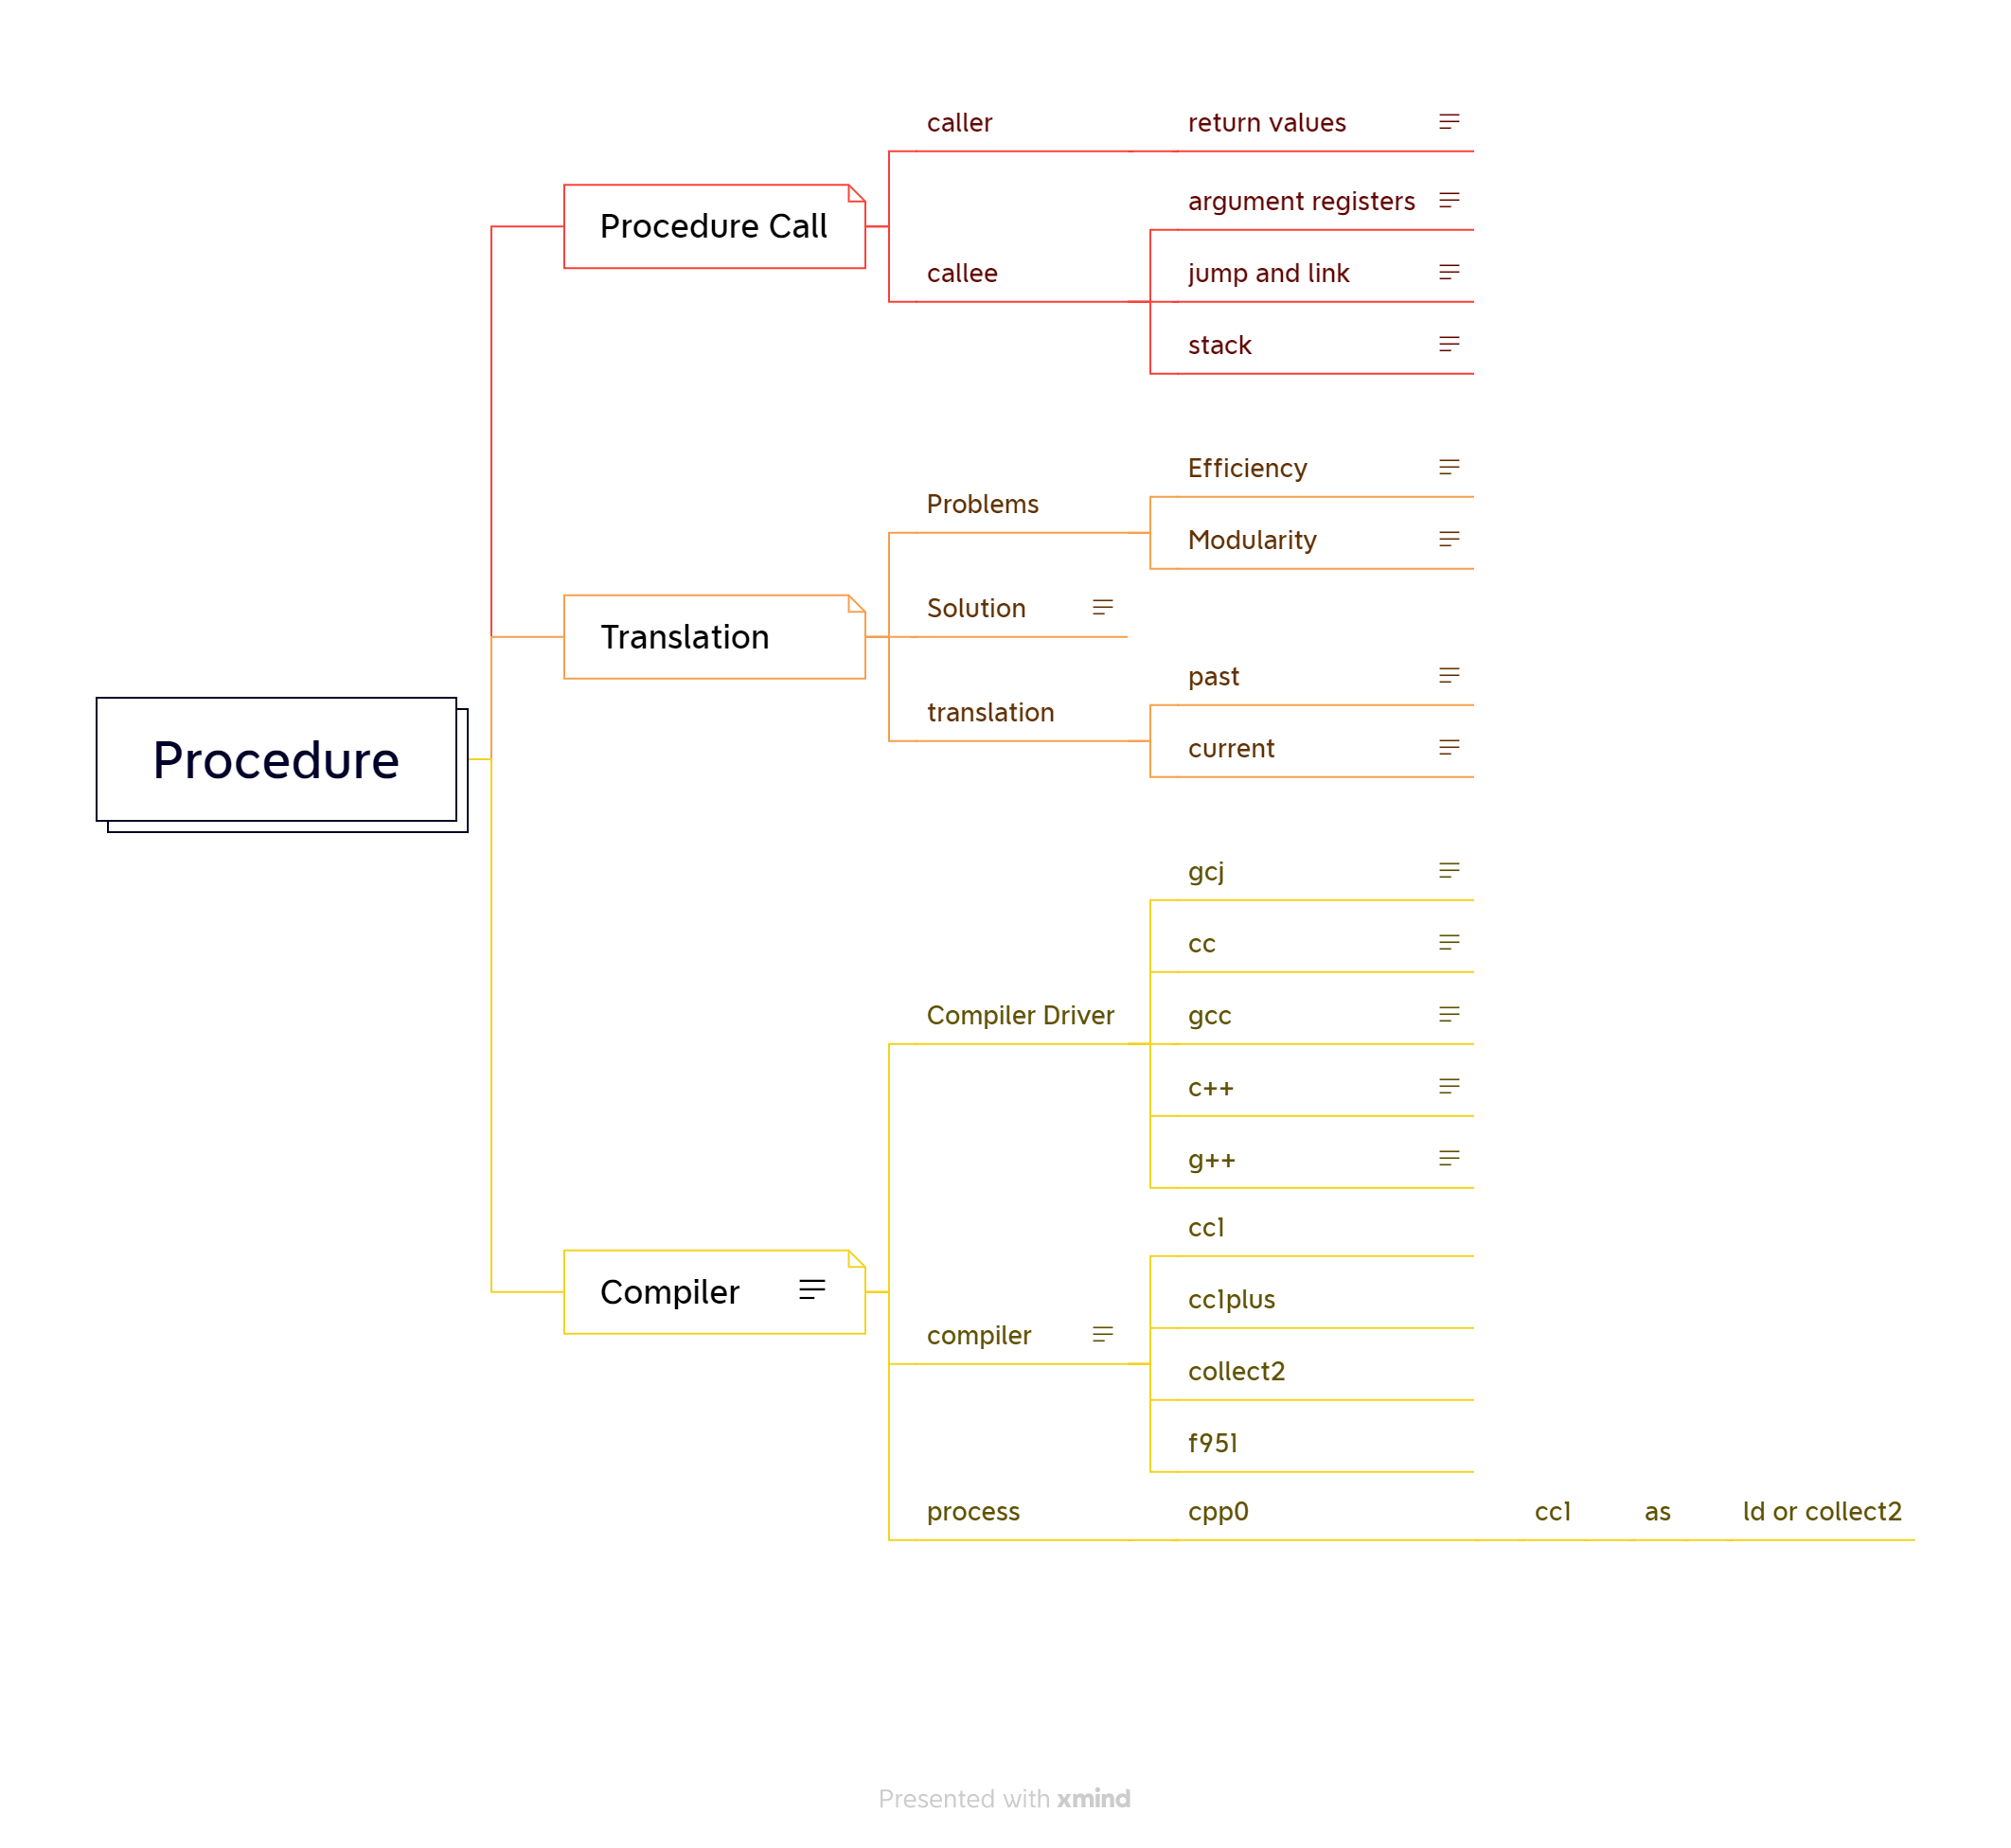 Procedure
Procedure Call
caller
return values
callee
argument registers
jump and link
stack
Translation
Problems
Efficiency
Modularity
Solution
translation
past
current
Compiler
Compiler Driver
gcj
cc
gcc
c++
g++
compiler
cc1
cc1plus
collect2
f951
process
cpp0
cc1
as
ld or collect2
Presented with xmind